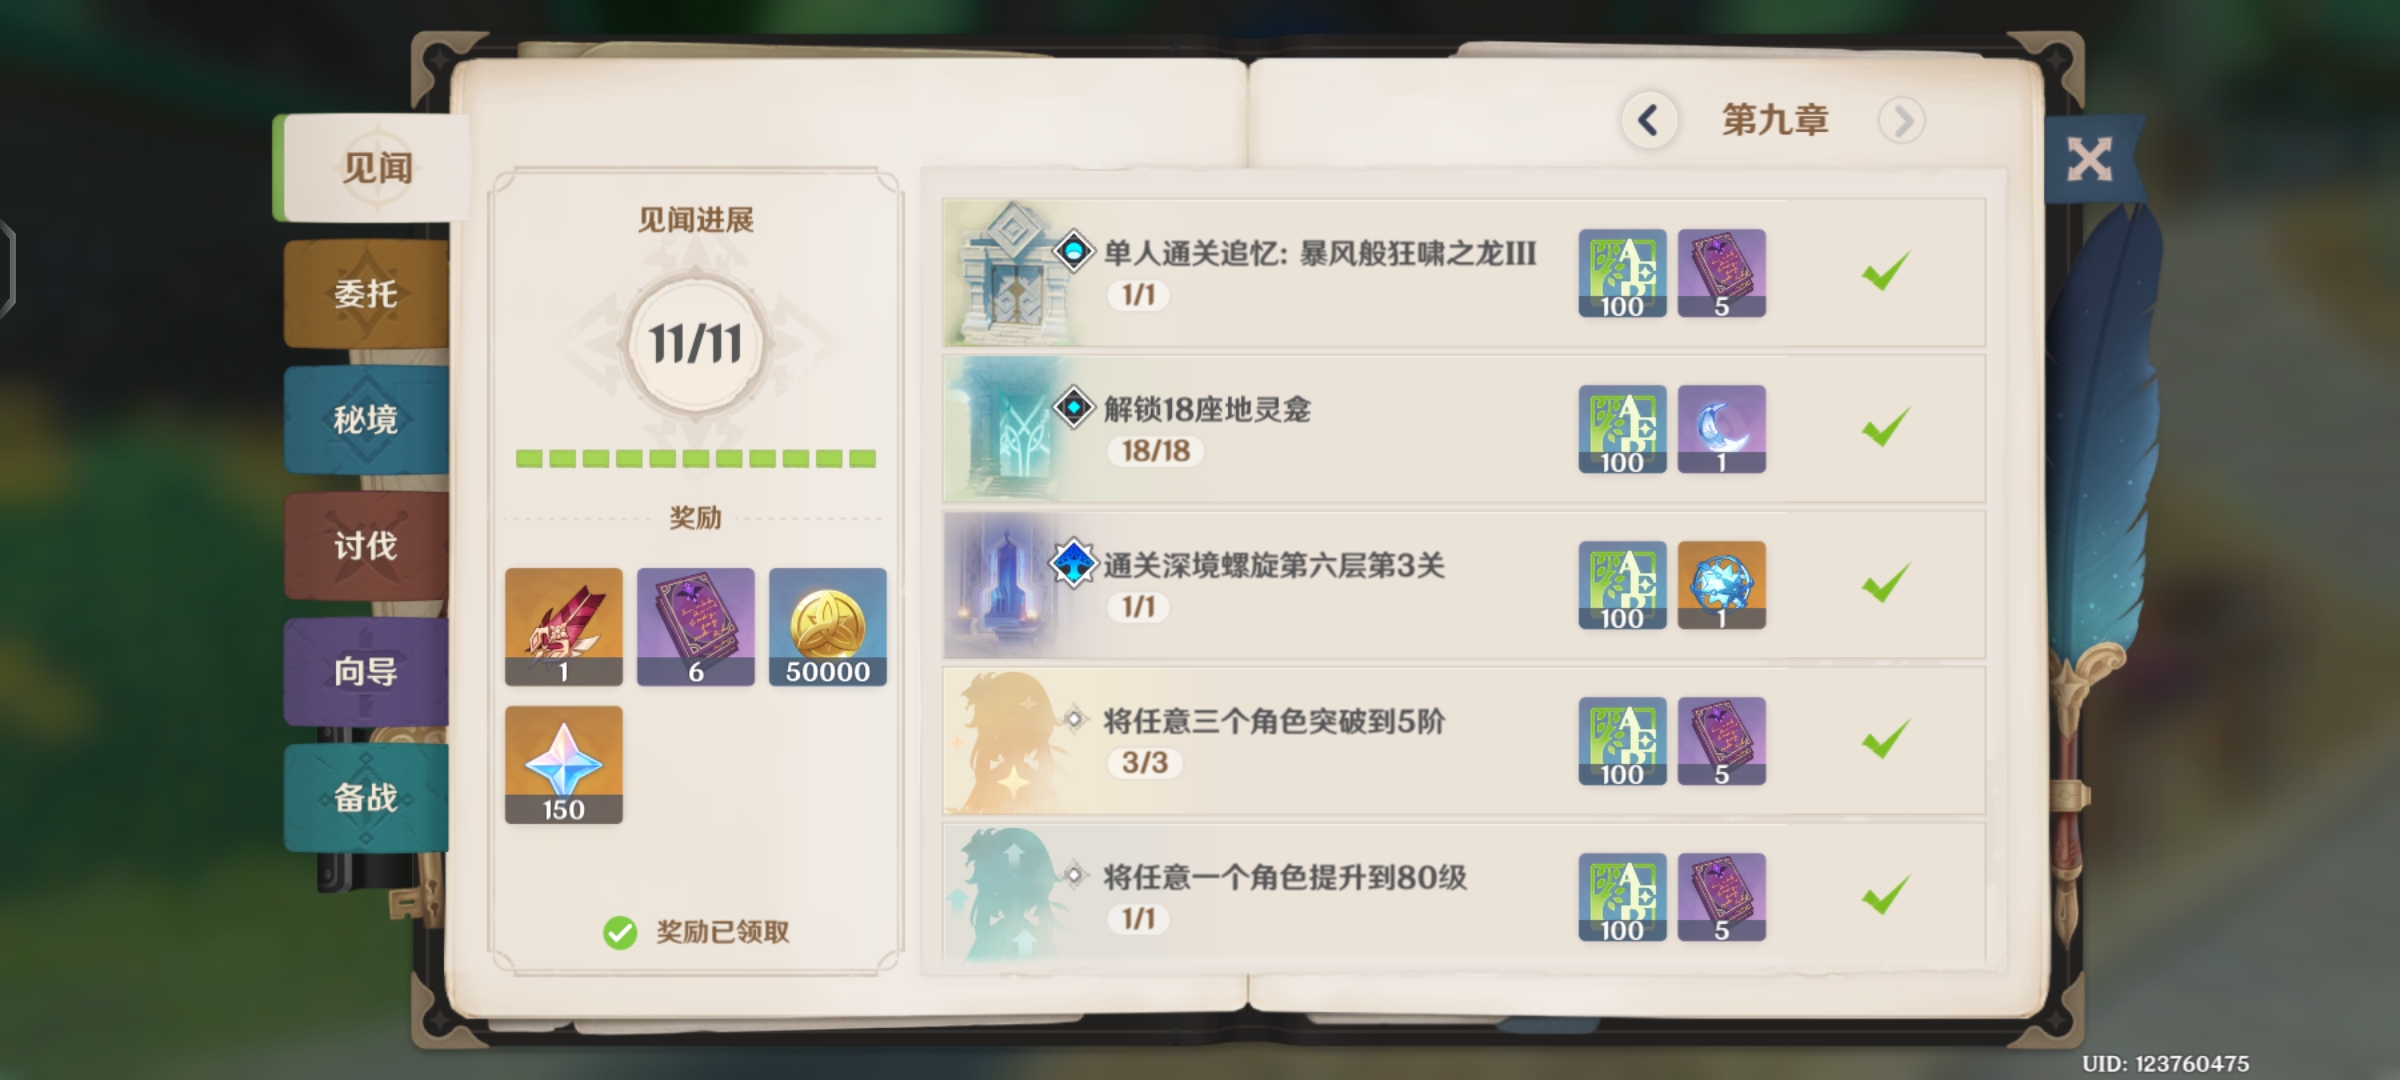 第九章
见闻
委托
秘境
讨伐
向导
备战
见闻进展
11/11
奖励
1
6
50000
150
奖励已领取
单人通关追忆: 暴风般狂啸之龙III
1/1
100
5
解锁18座地灵龛
18/18
100
1
通关深境螺旋第六层第3关
1/1
100
1
将任意三个角色突破到5阶
3/3
100
5
将任意一个角色提升到80级
1/1
100
5
UID: 123760475